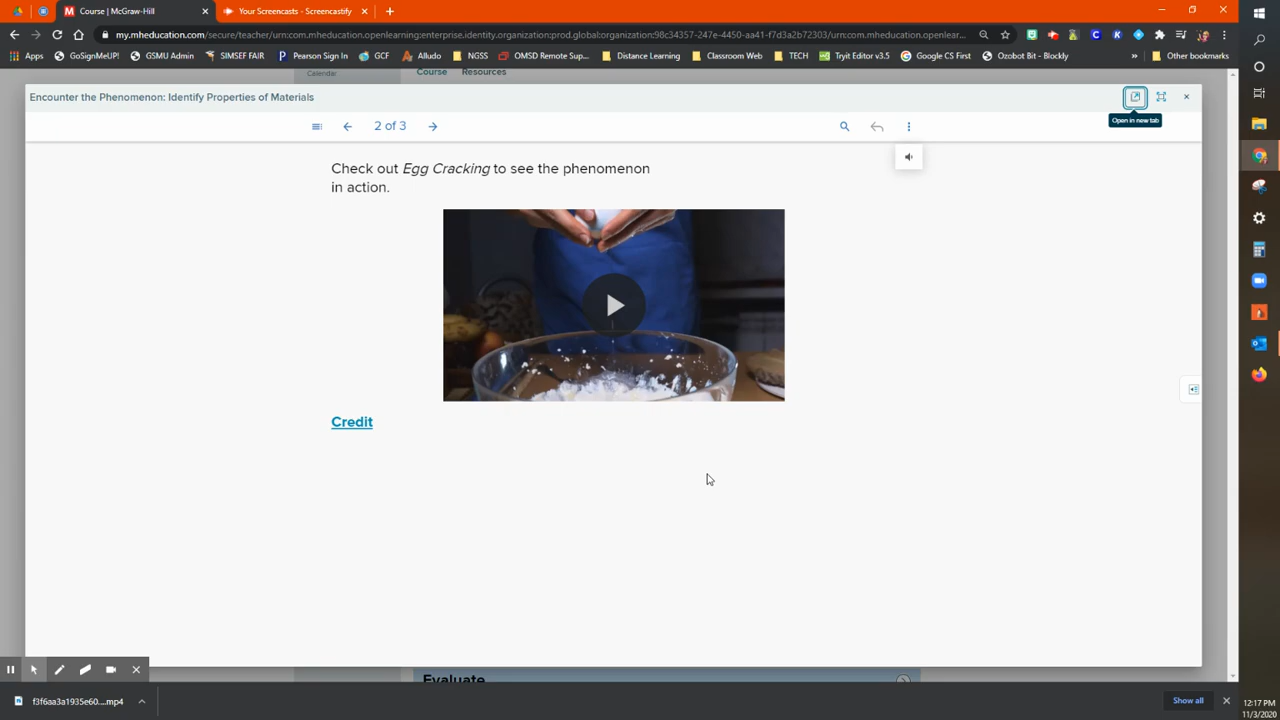 Course | McGraw-Hill
Your Screencasts - Screencastify
my.mheducation.com/secure/teacher/urn:com.mheducation.openlearning:enterprise.identity.organization:prod.global:organization:98c34357-247e-4450-aa41-f7d3a2b72303/urn:com.mheducation.openlear...
Apps
GoSignMeUP!
GSMU Admin
SIMSEF FAIR
Pearson Sign In
GCF
Alludo
NGSS
OMSD Remote Sup...
Distance Learning
Classroom Web
TECH
Tryit Editor v3.5
Google CS First
Ozobot Bit - Blockly
»
Other bookmarks
Calendar
Course
Resources
Encounter the Phenomenon: Identify Properties of Materials
Open in new tab
2 of 3
Check out Egg Cracking to see the phenomenon
in action.
Credit
Evaluate
f3f6aa3a1935e60....mp4
Show all
12:17 PM
11/3/2020